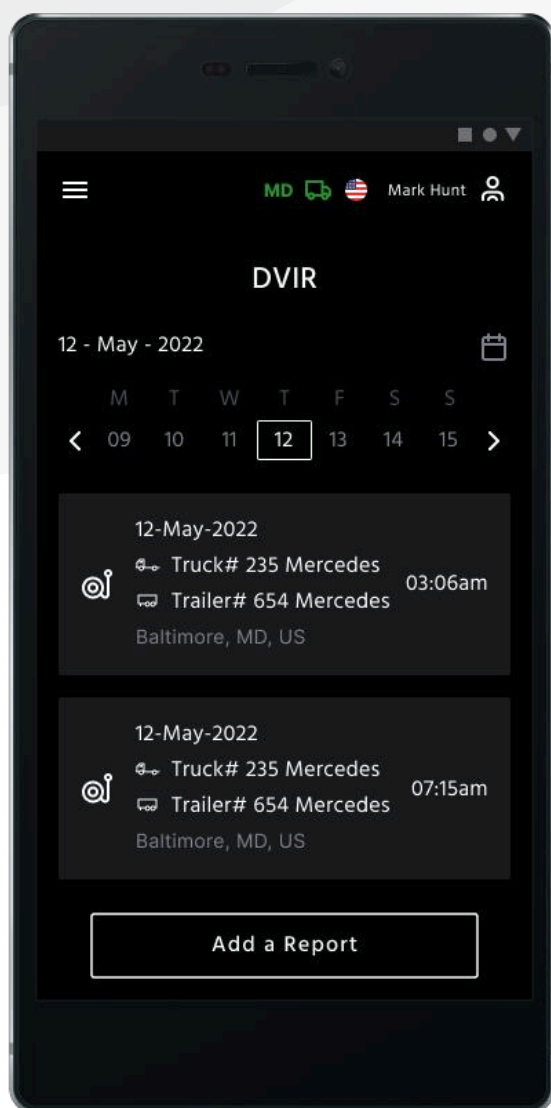 MD Mark Hunt
DVIR
12 - May - 2022
M T W T F S S
09 10 11 12 13 14 15
12-May-2022
Truck# 235 Mercedes
03:06am
Trailer# 654 Mercedes
Baltimore, MD, US
12-May-2022
Truck# 235 Mercedes
07:15am
Trailer# 654 Mercedes
Baltimore, MD, US
Add a Report